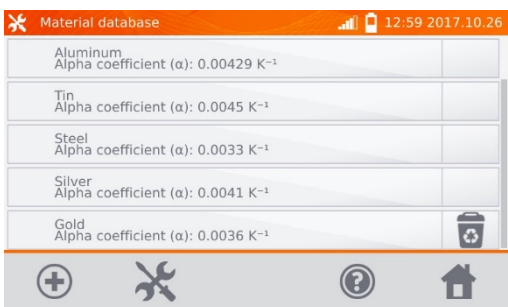 Material database
12:59 2017.10.26
Aluminum
Alpha coefficient (α): 0.00429 K⁻¹
Tin
Alpha coefficient (α): 0.0045 K⁻¹
Steel
Alpha coefficient (α): 0.0033 K⁻¹
Silver
Alpha coefficient (α): 0.0041 K⁻¹
Gold
Alpha coefficient (α): 0.0036 K⁻¹